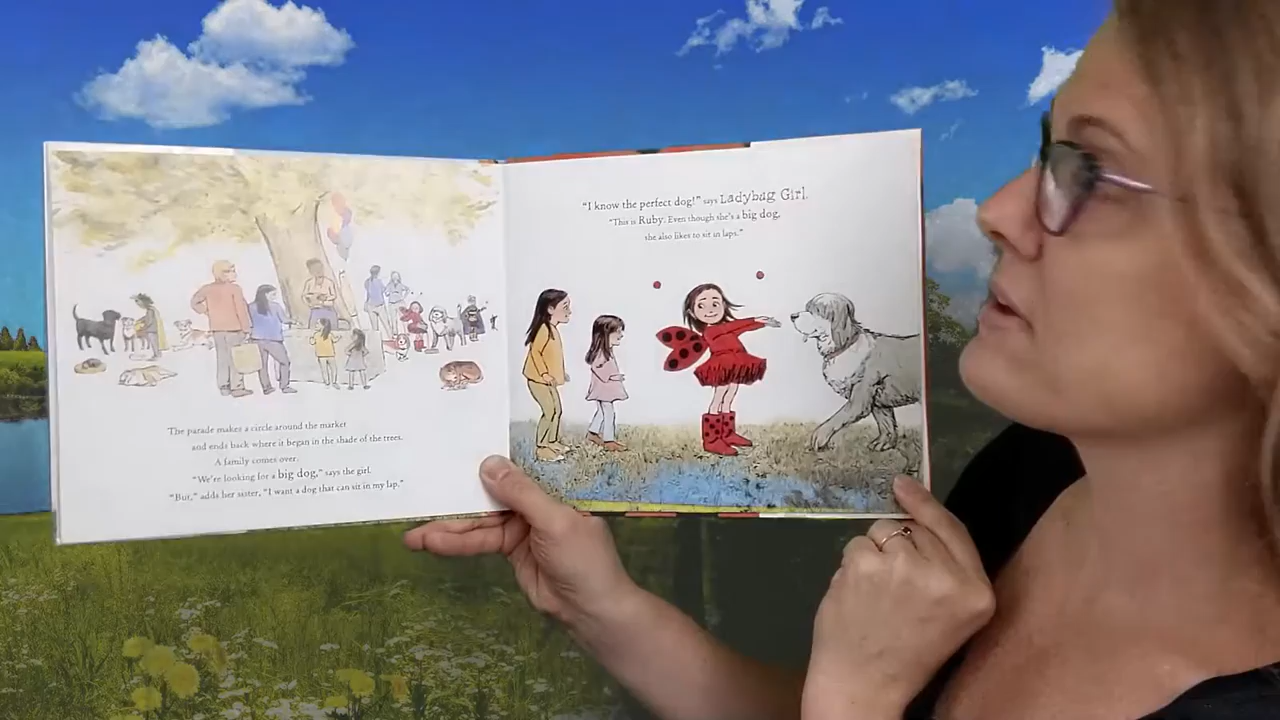 The parade makes a circle around the market
and ends back where it began in the shade of the trees.
A family comes over.
"We're looking for a big dog," says the girl.
"But," adds her sister, "I want a dog that can sit in my lap."
"I know the perfect dog!" says Ladybug Girl.
"This is Ruby. Even though she's a big dog,
she also likes to sit in laps."